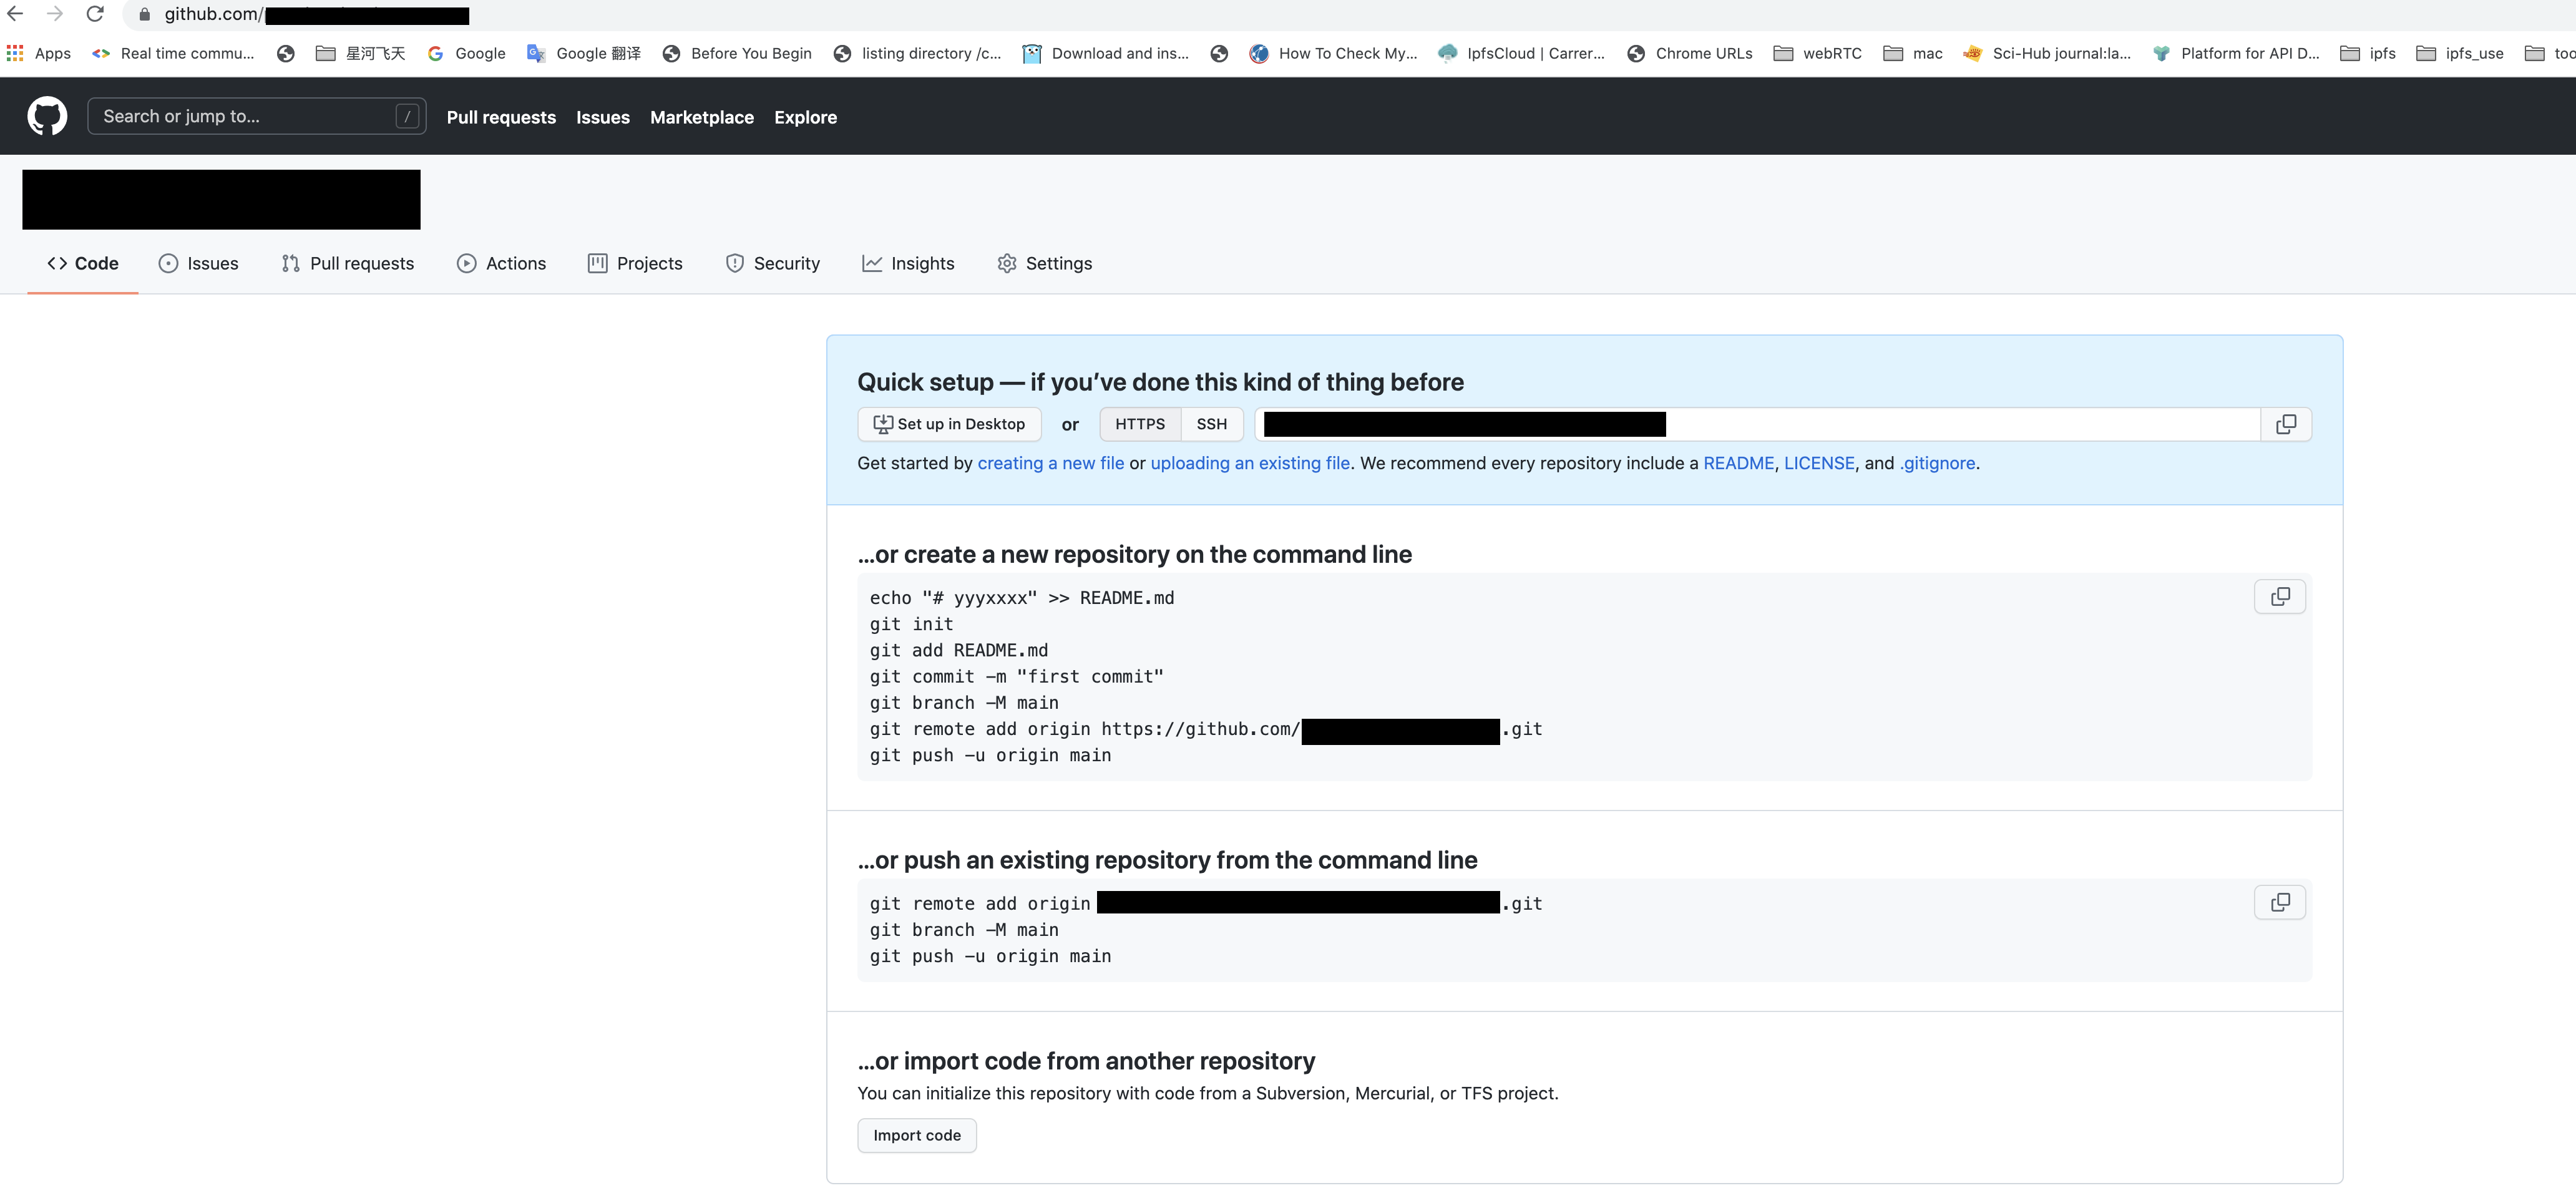 github.com/
Apps Real time commu... 星河飞天 Google Google 翻译 Before You Begin listing directory /c... Download and ins... How To Check My... IpfsCloud | Carrer... Chrome URLs webRTC mac Sci-Hub journal:la... Platform for API D... ipfs ipfs_use too
Search or jump to... / Pull requests Issues Marketplace Explore
Code Issues Pull requests Actions Projects Security Insights Settings
Quick setup — if you’ve done this kind of thing before
Set up in Desktop or HTTPS SSH
Get started by creating a new file or uploading an existing file. We recommend every repository include a README, LICENSE, and .gitignore.
…or create a new repository on the command line
echo "# yyyxxxx" >> README.md
git init
git add README.md
git commit -m "first commit"
git branch -M main
git remote add origin https://github.com/ .git
git push -u origin main
…or push an existing repository from the command line
git remote add origin .git
git branch -M main
git push -u origin main
…or import code from another repository
You can initialize this repository with code from a Subversion, Mercurial, or TFS project.
Import code